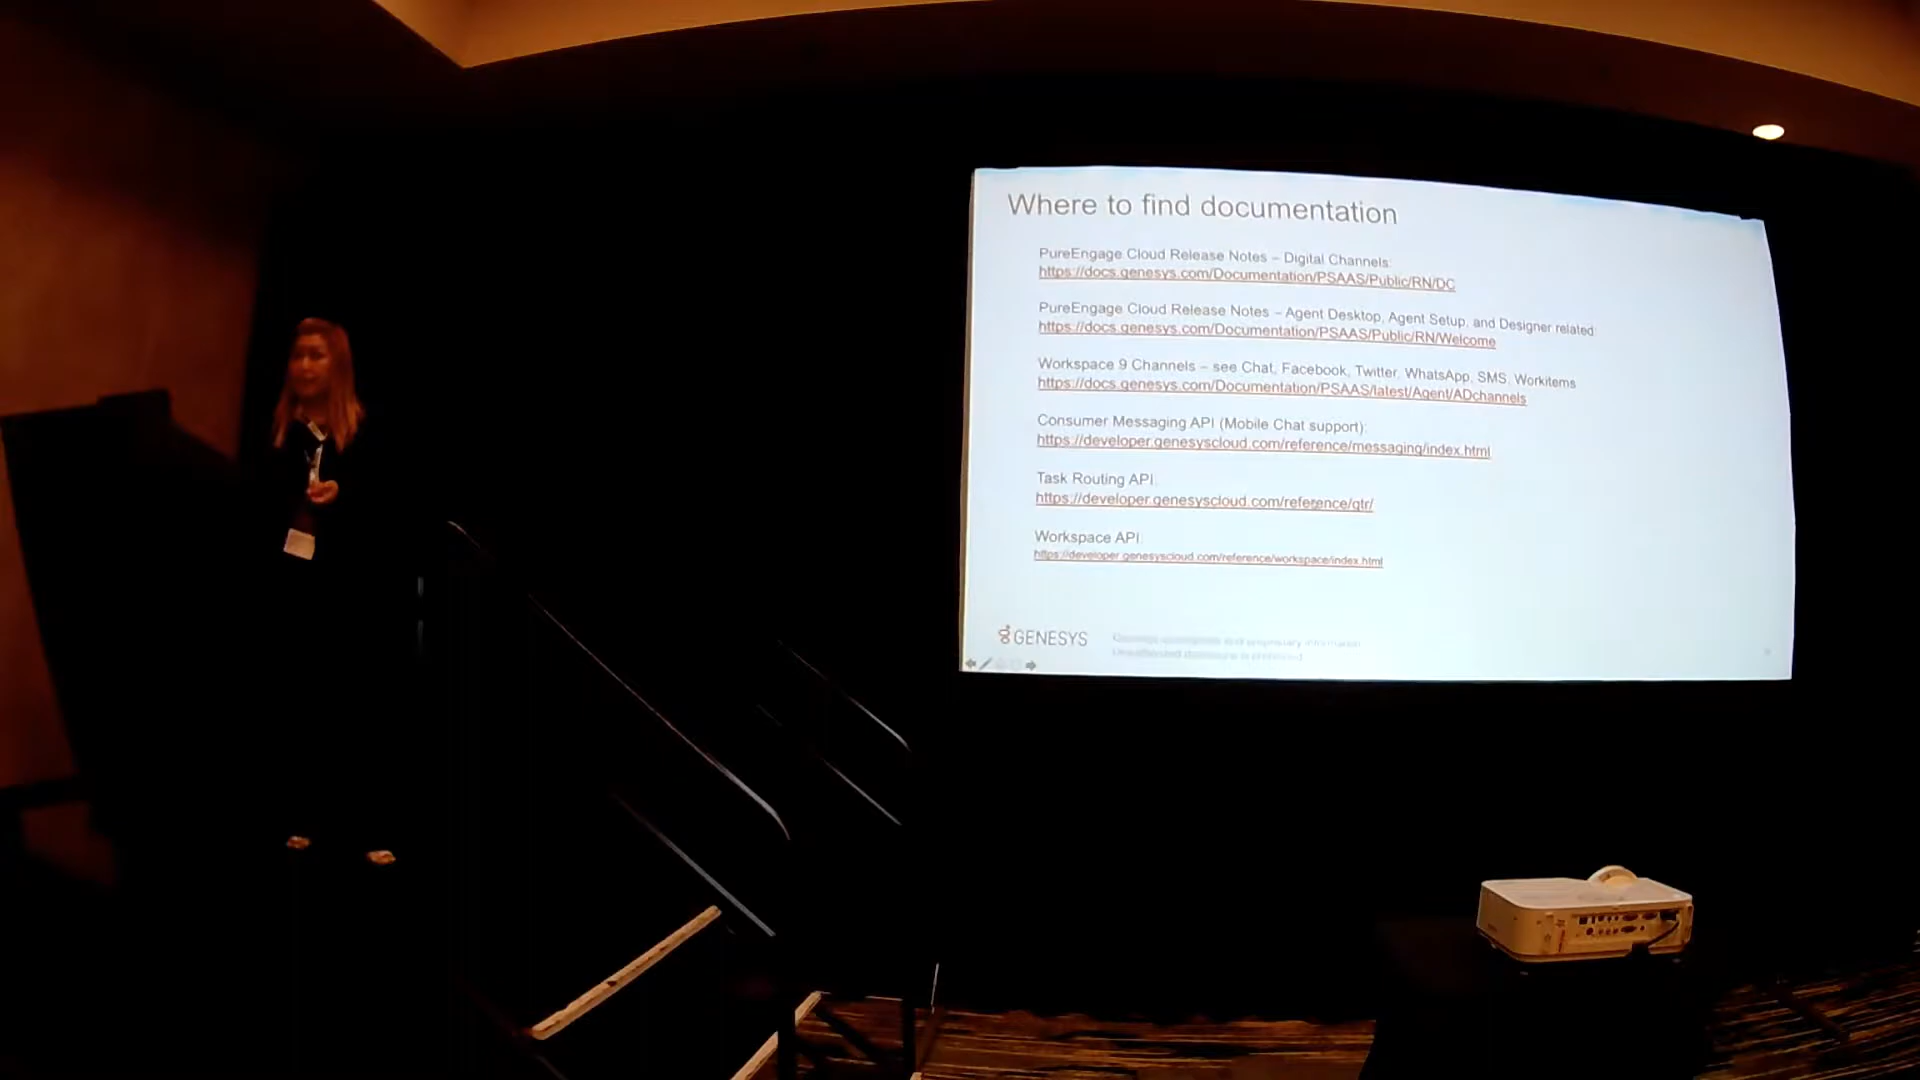 Where to find documentation
PureEngage Cloud Release Notes – Digital Channels:
https://docs.genesys.com/Documentation/PSAAS/Public/RN/DC
PureEngage Cloud Release Notes – Agent Desktop, Agent Setup, and Designer related:
https://docs.genesys.com/Documentation/PSAAS/Public/RN/Welcome
Workspace 9 Channels – see Chat, Facebook, Twitter, WhatsApp, SMS, Workitems
https://docs.genesys.com/Documentation/PSAAS/latest/Agent/ADchannels
Consumer Messaging API (Mobile Chat support):
https://developer.genesyscloud.com/reference/messaging/index.html
Task Routing API:
https://developer.genesyscloud.com/reference/gtr/
Workspace API:
https://developer.genesyscloud.com/reference/workspace/index.html
GENESYS